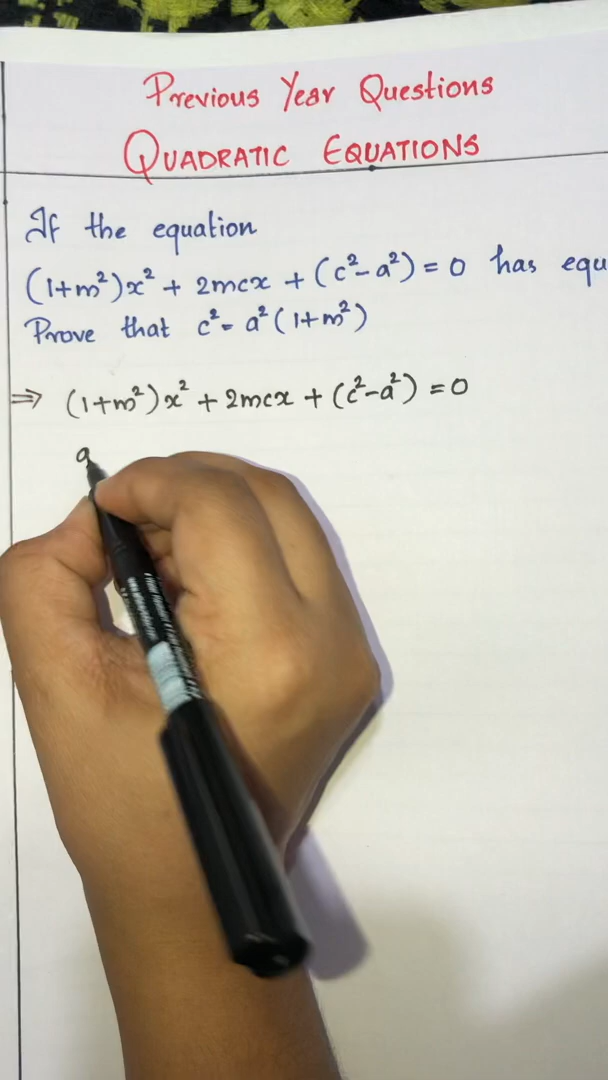 Previous Year Questions
QUADRATIC EQUATIONS
If the equation
(1+m²)x² + 2mcx + (c²-a²) = 0 has equ
Prove that c² = a²(1+m²)
⇒ (1+m²)x² + 2mcx + (c²-a²) = 0
a